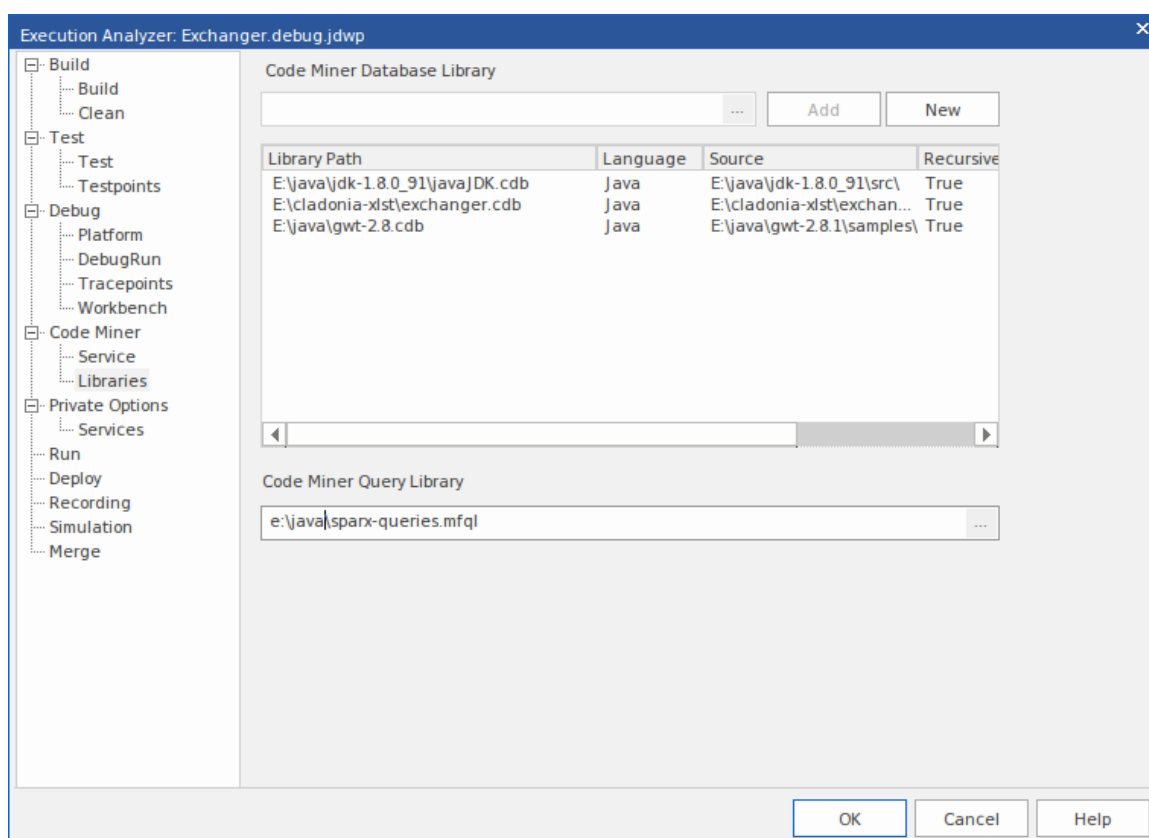 Execution Analyzer: Exchanger.debug.jdwp
Build
Build
Clean
Test
Test
Testpoints
Debug
Platform
DebugRun
Tracepoints
Workbench
Code Miner
Service
Libraries
Private Options
Services
Run
Deploy
Recording
Simulation
Merge
Code Miner Database Library
... Add New
Library Path Language Source Recursive
E:\java\jdk-1.8.0_91\javaJDK.cdb Java E:\java\jdk-1.8.0_91\src\ True
E:\cladonia-xlst\exchanger.cdb Java E:\cladonia-xlst\exchan... True
E:\java\gwt-2.8.cdb Java E:\java\gwt-2.8.1\samples\ True
Code Miner Query Library
e:\java\sparx-queries.mfql ...
OK Cancel Help